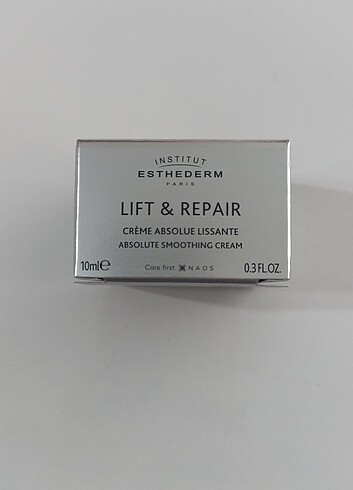 INSTITUT
ESTHEDERM
PARIS
LIFT & REPAIR
CRÈME ABSOLUE LISSANTE
ABSOLUTE SMOOTHING CREAM
10ml℮ Care first. NAOS 0.3 FL.OZ.